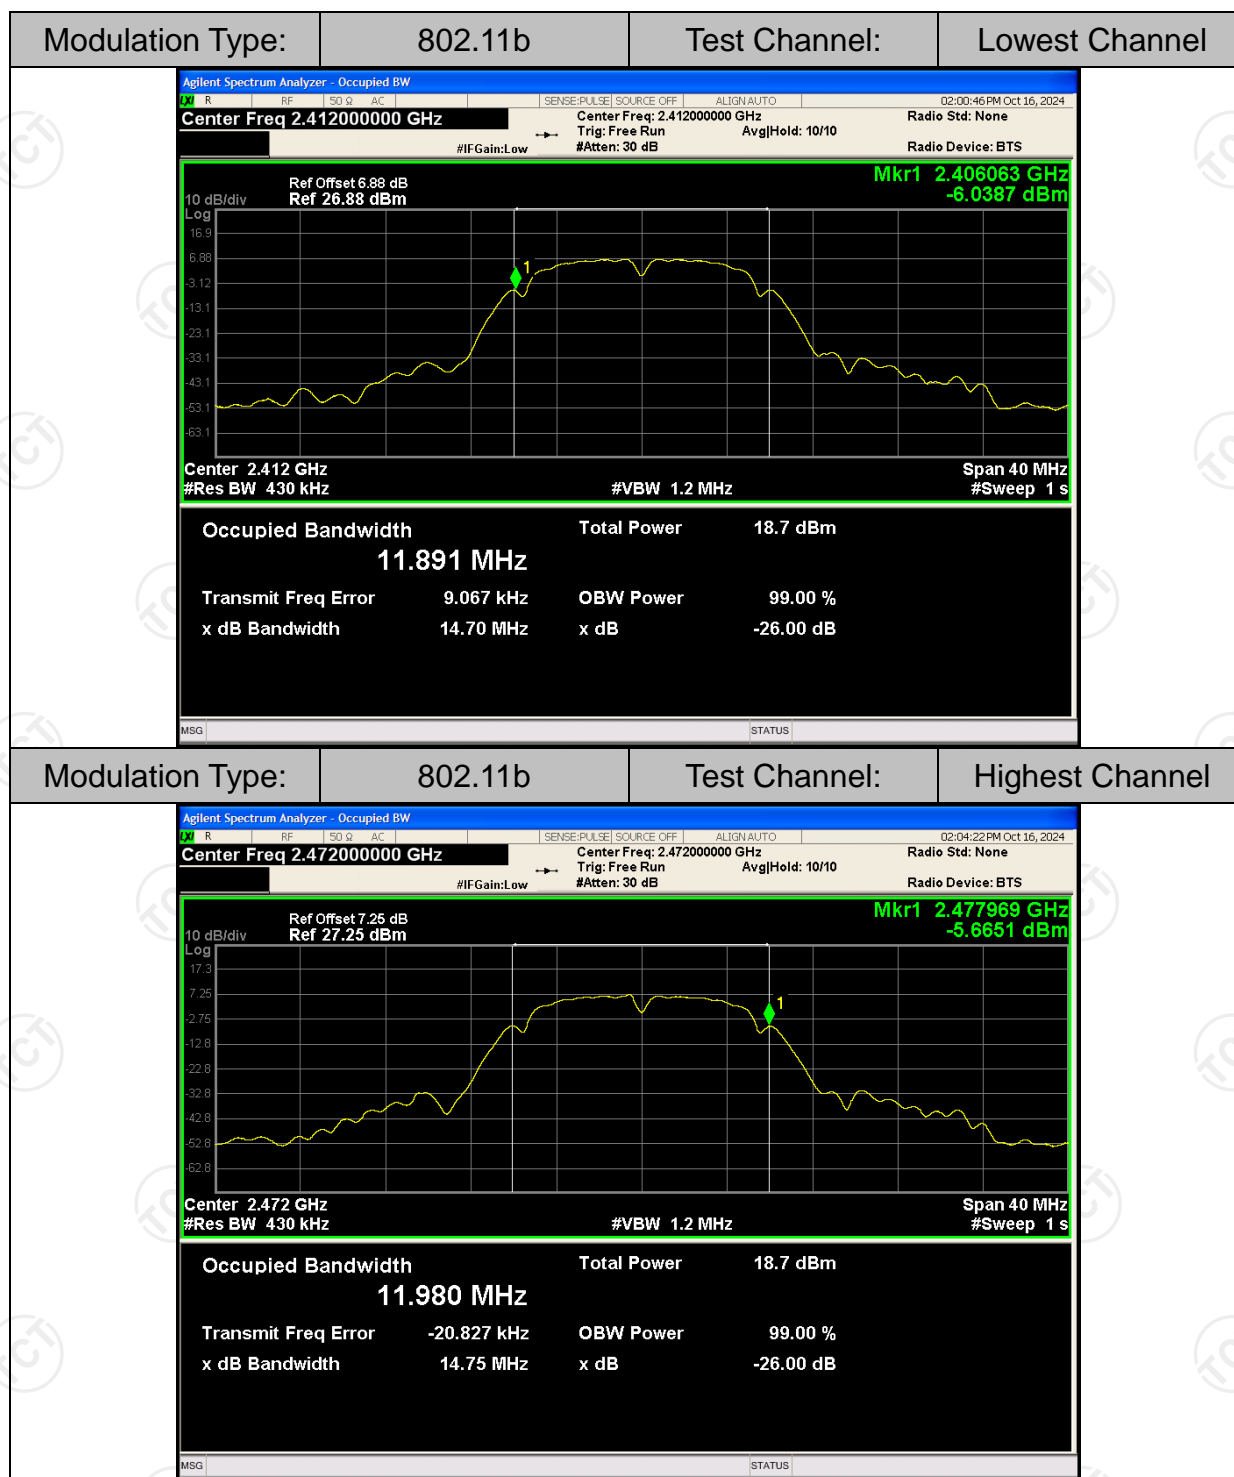 Modulation Type: 802.11b Test Channel: Lowest Channel
Agilent Spectrum Analyzer - Occupied BW
LXI R RF 50 Ω AC SENSE:PULSE SOURCE OFF ALIGN AUTO 02:00:46 PM Oct 16, 2024
Center Freq 2.412000000 GHz Center Freq: 2.412000000 GHz Radio Std: None
Trig: Free Run Avg|Hold: 10/10
#IFGain:Low #Atten: 30 dB Radio Device: BTS
Mkr1 2.406063 GHz
Ref Offset 6.88 dB
10 dB/div Ref 26.88 dBm -6.0387 dBm
Log
16.9
6.88
-3.12
-13.1
-23.1
-33.1
-43.1
-53.1
-63.1
1
Center 2.412 GHz Span 40 MHz
#Res BW 430 kHz #VBW 1.2 MHz #Sweep 1 s
Occupied Bandwidth Total Power 18.7 dBm
11.891 MHz
Transmit Freq Error 9.067 kHz OBW Power 99.00 %
x dB Bandwidth 14.70 MHz x dB -26.00 dB
MSG STATUS
Modulation Type: 802.11b Test Channel: Highest Channel
Agilent Spectrum Analyzer - Occupied BW
LXI R RF 50 Ω AC SENSE:PULSE SOURCE OFF ALIGN AUTO 02:04:22 PM Oct 16, 2024
Center Freq 2.472000000 GHz Center Freq: 2.472000000 GHz Radio Std: None
Trig: Free Run Avg|Hold: 10/10
#IFGain:Low #Atten: 30 dB Radio Device: BTS
Mkr1 2.477969 GHz
Ref Offset 7.25 dB
10 dB/div Ref 27.25 dBm -5.6651 dBm
Log
17.3
7.25
-2.75
-12.8
-22.8
-32.8
-42.8
-52.8
-62.8
1
Center 2.472 GHz Span 40 MHz
#Res BW 430 kHz #VBW 1.2 MHz #Sweep 1 s
Occupied Bandwidth Total Power 18.7 dBm
11.980 MHz
Transmit Freq Error -20.827 kHz OBW Power 99.00 %
x dB Bandwidth 14.75 MHz x dB -26.00 dB
MSG STATUS